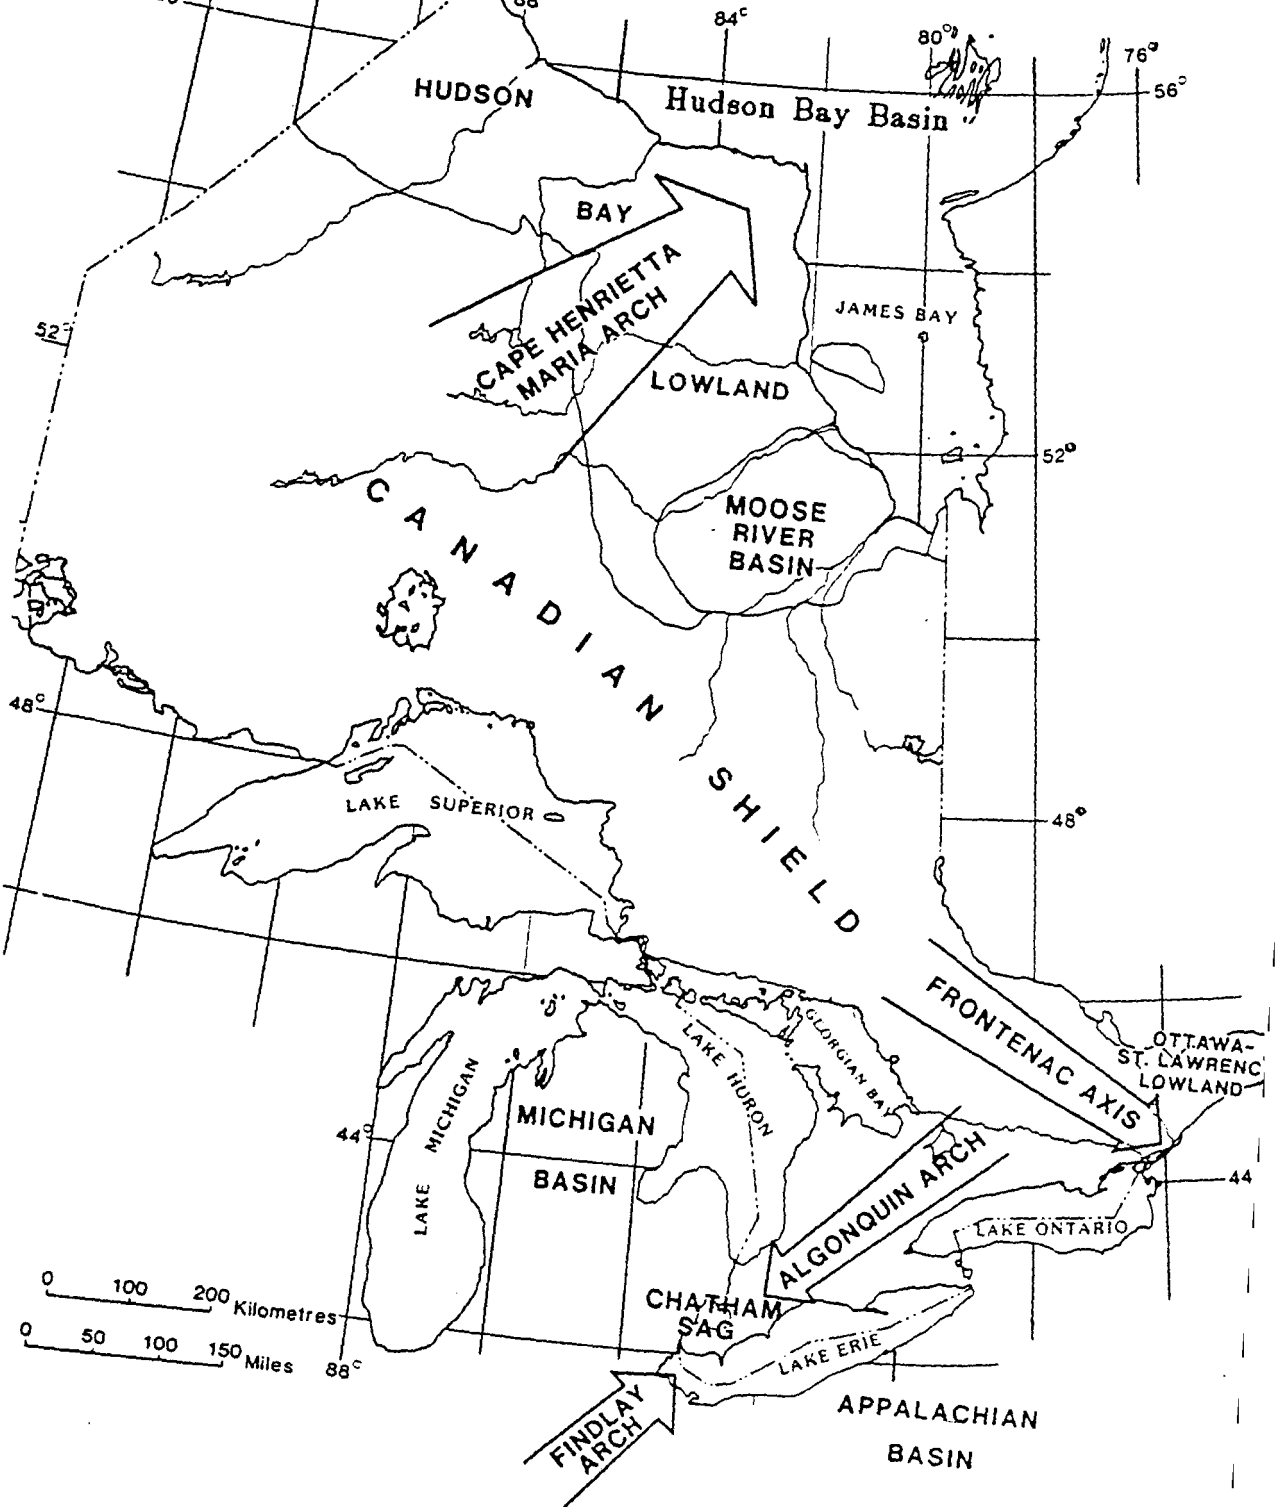 88
84°
80°
76°
56°
HUDSON
Hudson Bay Basin
BAY
CAPE HENRIETTA
MARIA ARCH
JAMES BAY
52°
LOWLAND
52°
MOOSE
RIVER
BASIN
CANADIAN SHIELD
48°
LAKE SUPERIOR
48°
FRONTENAC AXIS
GEORGIAN BAY
LAKE HURON
OTTAWA-
ST. LAWRENC
LOWLAND
LAKE MICHIGAN
MICHIGAN
BASIN
44°
ALGONQUIN ARCH
44
LAKE ONTARIO
0 100 200 Kilometres
0 50 100 150 Miles
88°
CHATHAM
SAG
LAKE ERIE
FINDLAY
ARCH
APPALACHIAN
BASIN